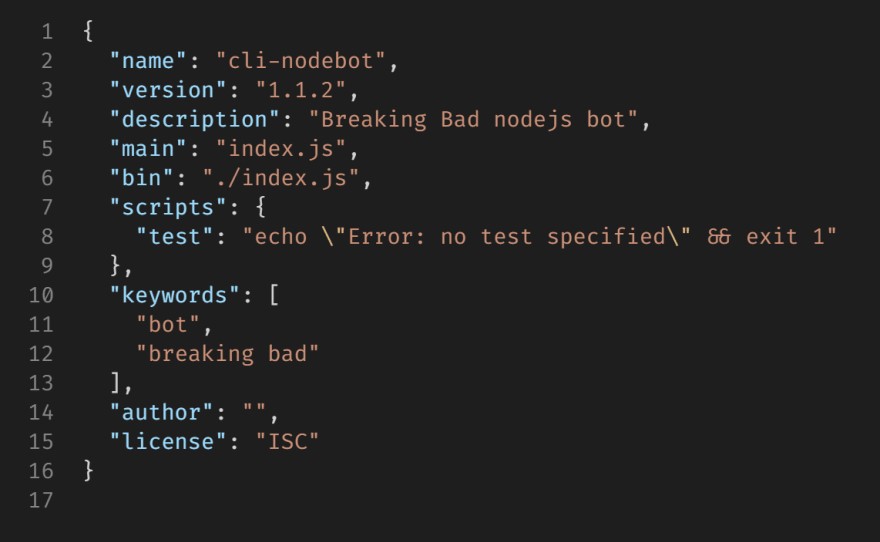 1 {
2   "name": "cli-nodebot",
3   "version": "1.1.2",
4   "description": "Breaking Bad nodejs bot",
5   "main": "index.js",
6   "bin": "./index.js",
7   "scripts": {
8     "test": "echo \"Error: no test specified\" && exit 1"
9   },
10   "keywords": [
11     "bot",
12     "breaking bad"
13   ],
14   "author": "",
15   "license": "ISC"
16 }
17